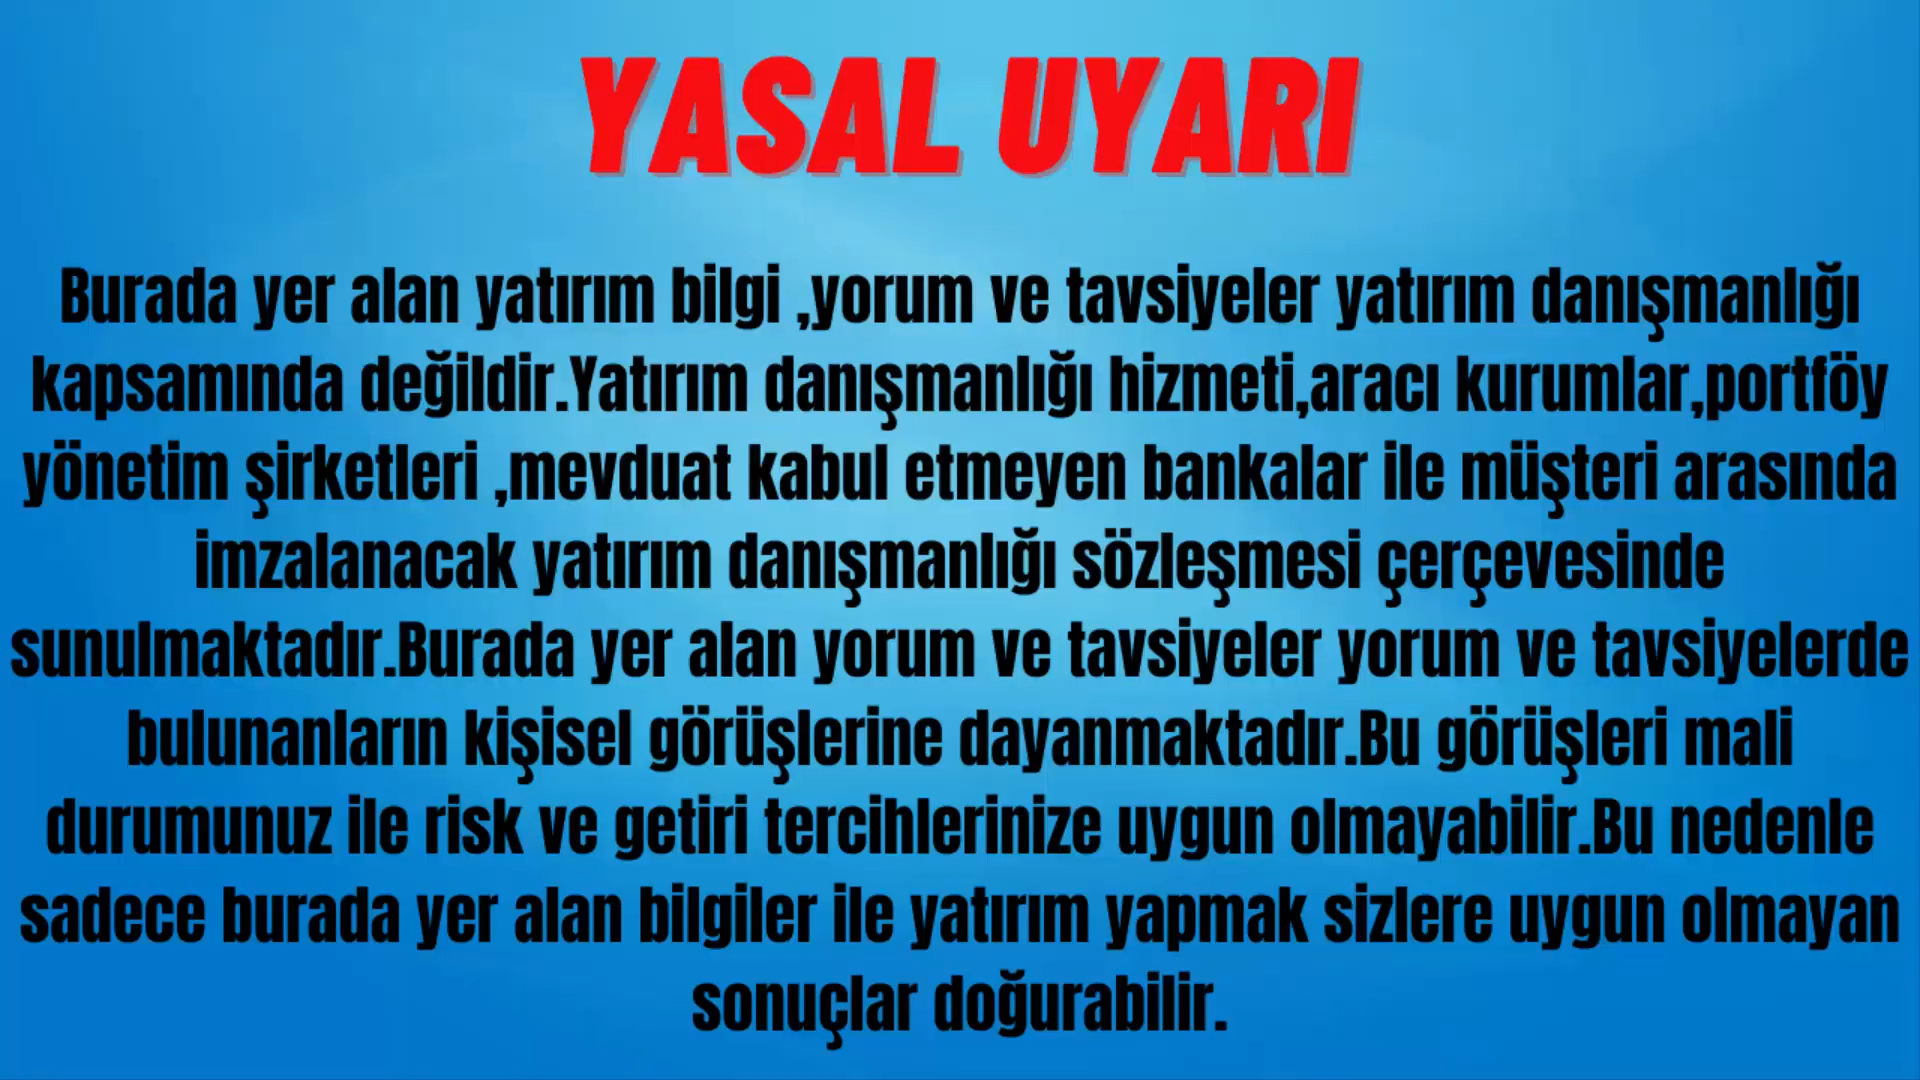 YASAL UYARI
Burada yer alan yatırım bilgi ,yorum ve tavsiyeler yatırım danışmanlığı
kapsamında değildir.Yatırım danışmanlığı hizmeti,aracı kurumlar,portföy
yönetim şirketleri ,mevduat kabul etmeyen bankalar ile müşteri arasında
imzalanacak yatırım danışmanlığı sözleşmesi çerçevesinde
sunulmaktadır.Burada yer alan yorum ve tavsiyeler yorum ve tavsiyelerde
bulunanların kişisel görüşlerine dayanmaktadır.Bu görüşleri mali
durumunuz ile risk ve getiri tercihlerinize uygun olmayabilir.Bu nedenle
sadece burada yer alan bilgiler ile yatırım yapmak sizlere uygun olmayan
sonuçlar doğurabilir.